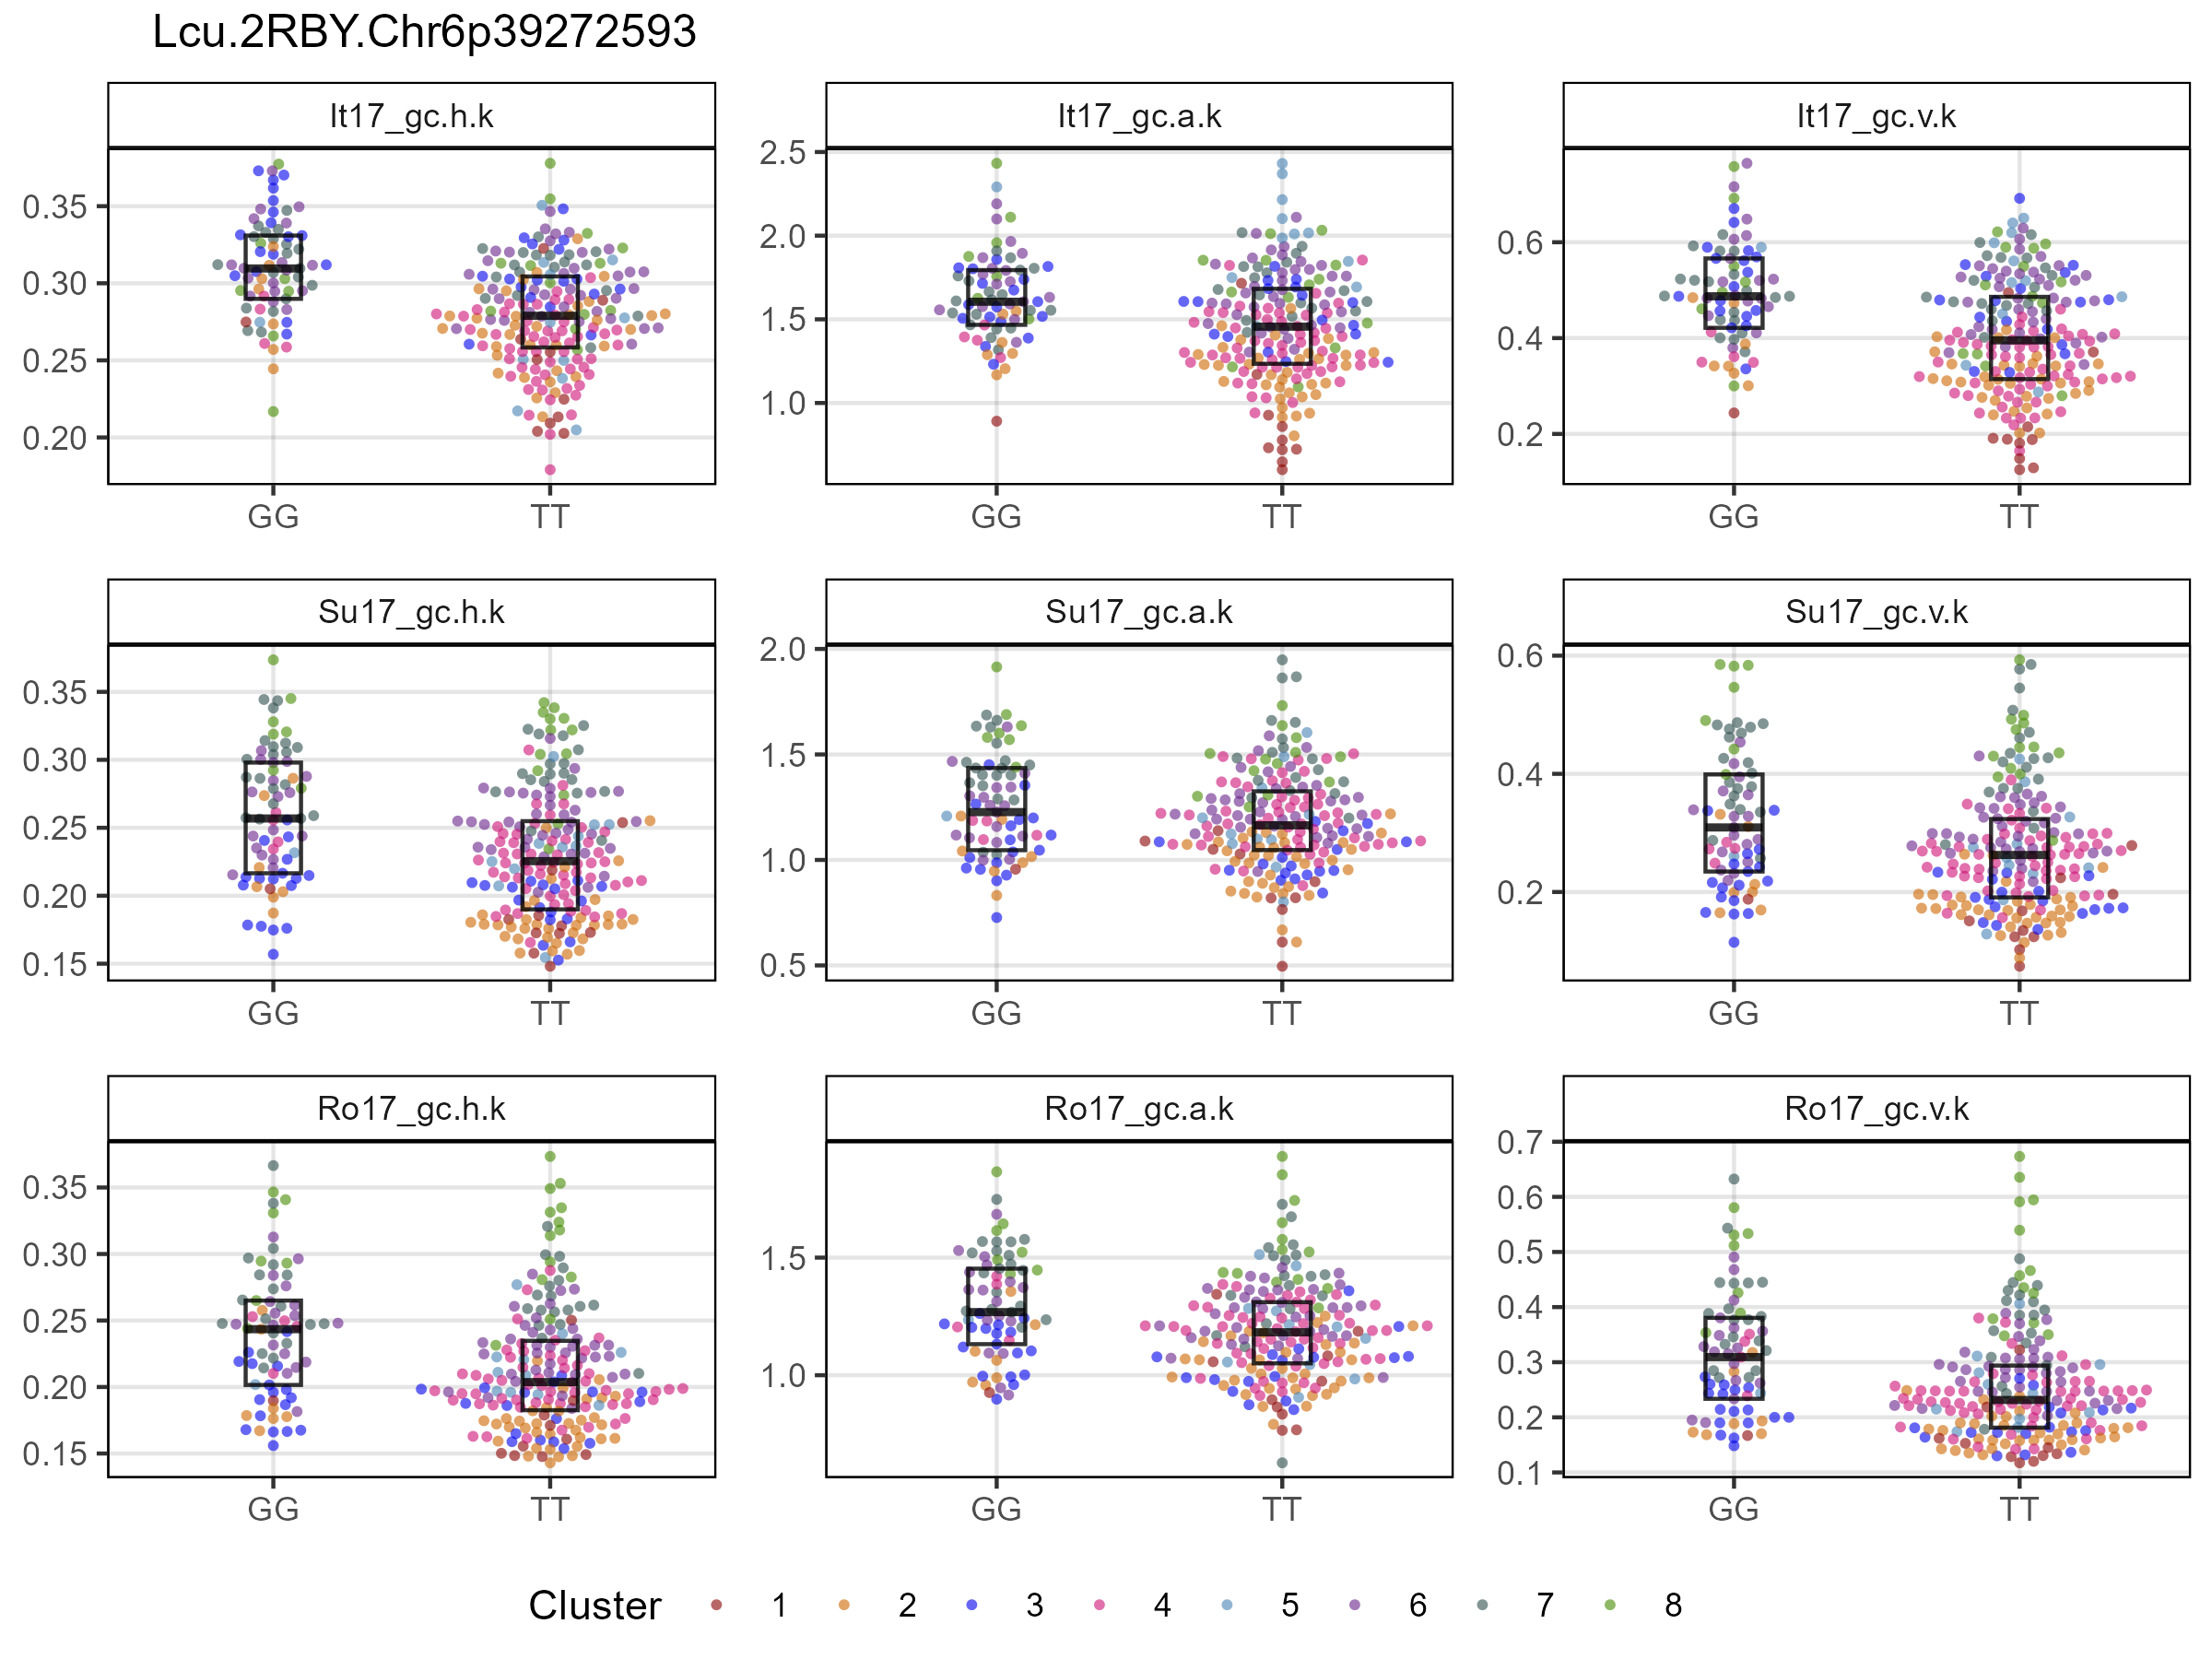 Lcu.2RBY.Chr6p39272593
It17_gc.h.k
It17_gc.a.k
It17_gc.v.k
0.35
0.30
0.25
0.20
GG TT
2.5
2.0
1.5
1.0
GG TT
0.6
0.4
0.2
GG TT
Su17_gc.h.k
Su17_gc.a.k
Su17_gc.v.k
0.35
0.30
0.25
0.20
0.15
GG TT
2.0
1.5
1.0
0.5
GG TT
0.6
0.4
0.2
GG TT
Ro17_gc.h.k
Ro17_gc.a.k
Ro17_gc.v.k
0.35
0.30
0.25
0.20
0.15
GG TT
1.5
1.0
GG TT
0.7
0.6
0.5
0.4
0.3
0.2
0.1
GG TT
Cluster 1 2 3 4 5 6 7 8